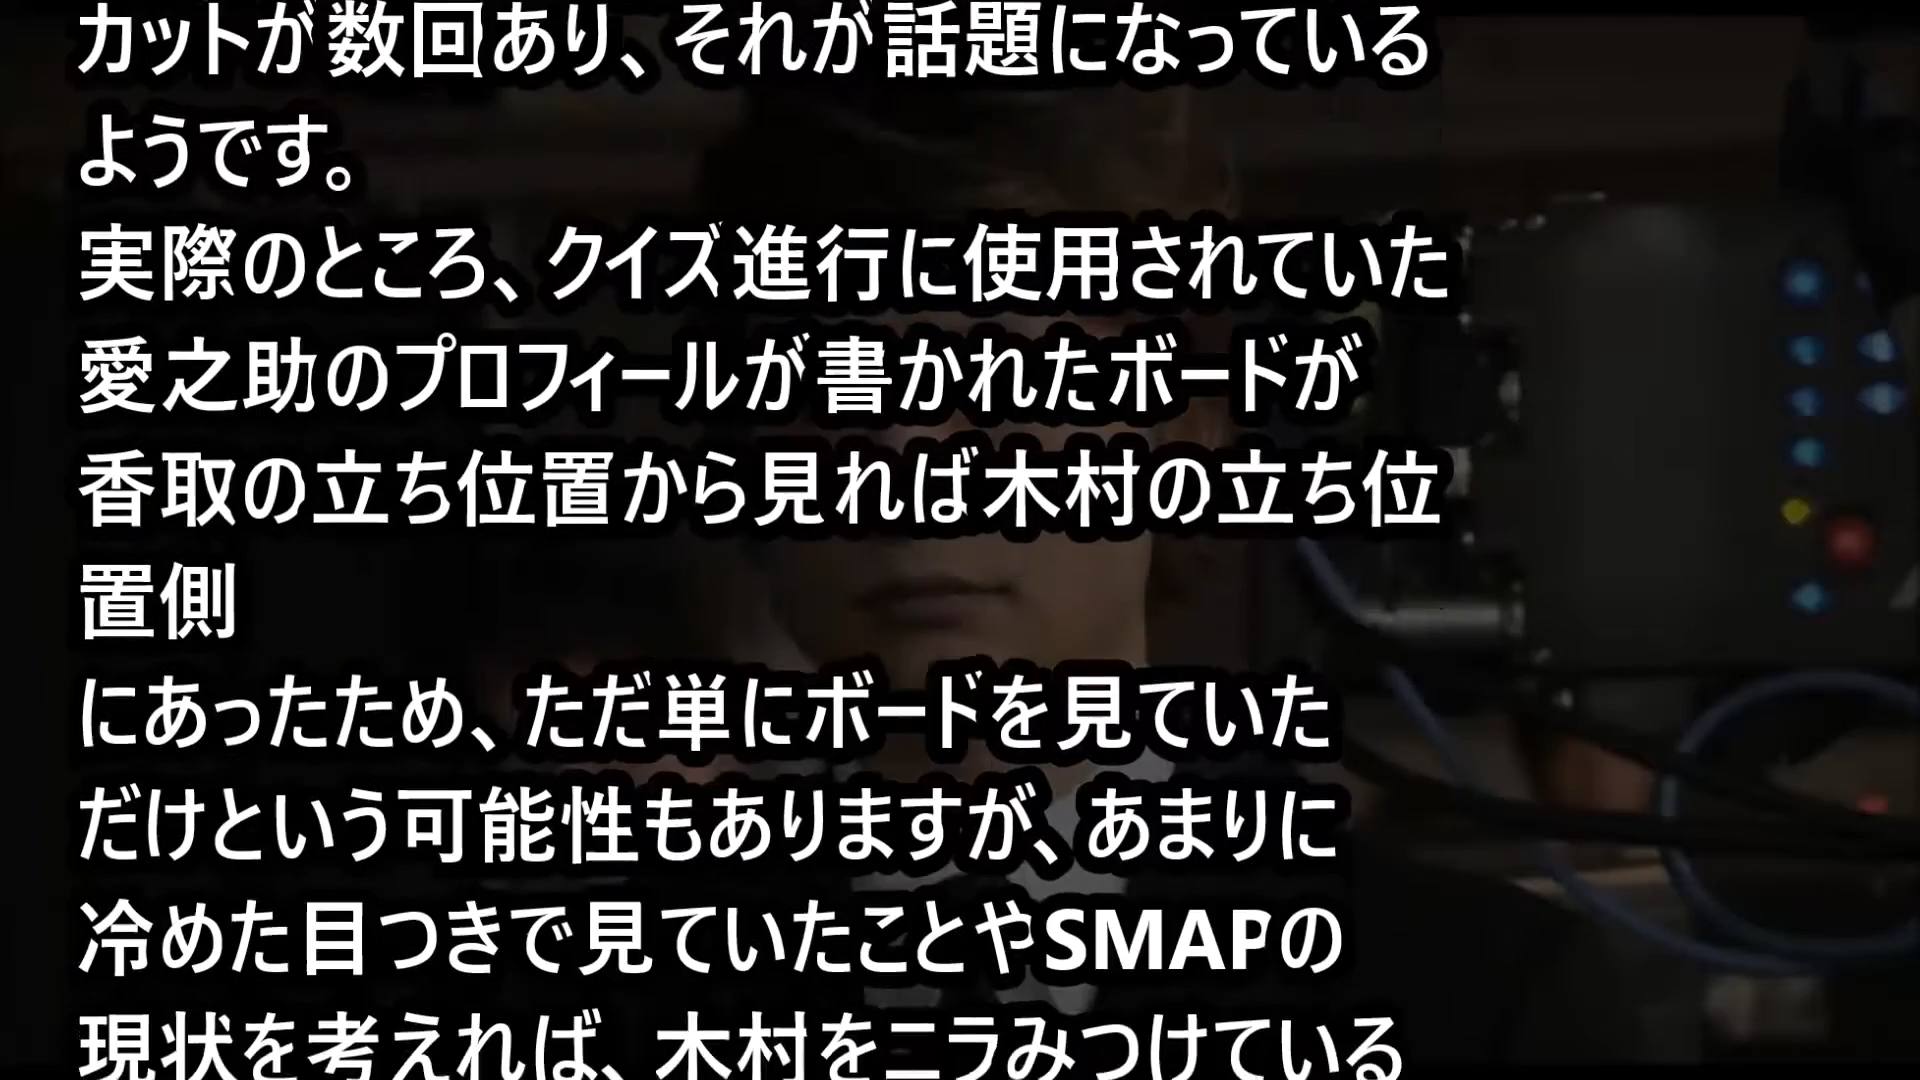 カットが数回あり、それが話題になっている
ようです。
実際のところ、クイズ進行に使用されていた
愛之助のプロフィールが書かれたボードが
香取の立ち位置から見れば木村の立ち位
置側
にあったため、ただ単にボードを見ていた
だけという可能性もありますが、あまりに
冷めた目つきで見ていたことやSMAPの
現状を考えれば、木村をニラみつけている